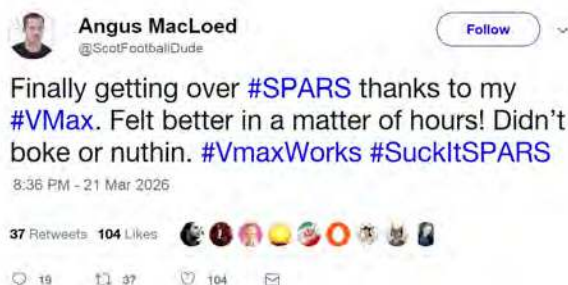 Angus MacLoed
@ScotFootballDude
Follow
Finally getting over #SPARS thanks to my
#VMax. Felt better in a matter of hours! Didn't
boke or nuthin. #VmaxWorks #SuckItSPARS
8:36 PM - 21 Mar 2026
37 Retweets 104 Likes
19 37 104